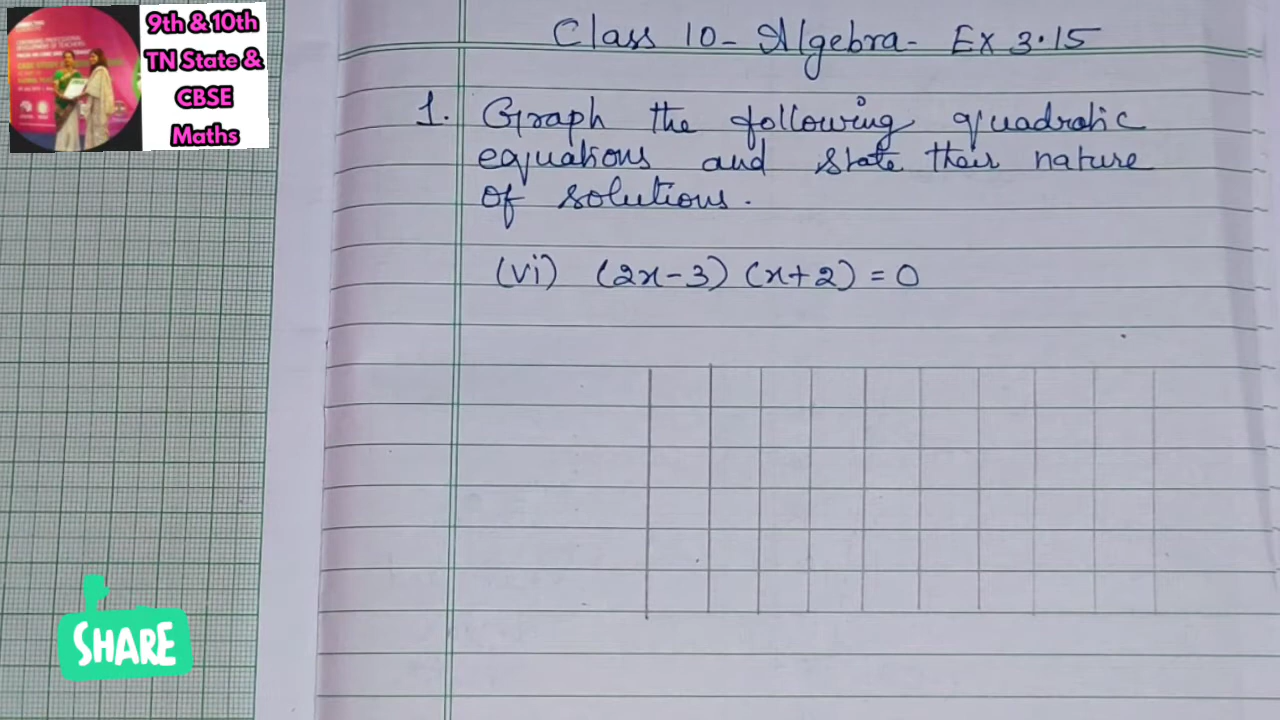 9th & 10th
TN State &
CBSE
Maths
Class 10- Algebra- Ex 3.15
1. Graph the following quadratic
equations and state their nature
of solutions.
(vi) (2x-3) (x+2) = 0
SHARE